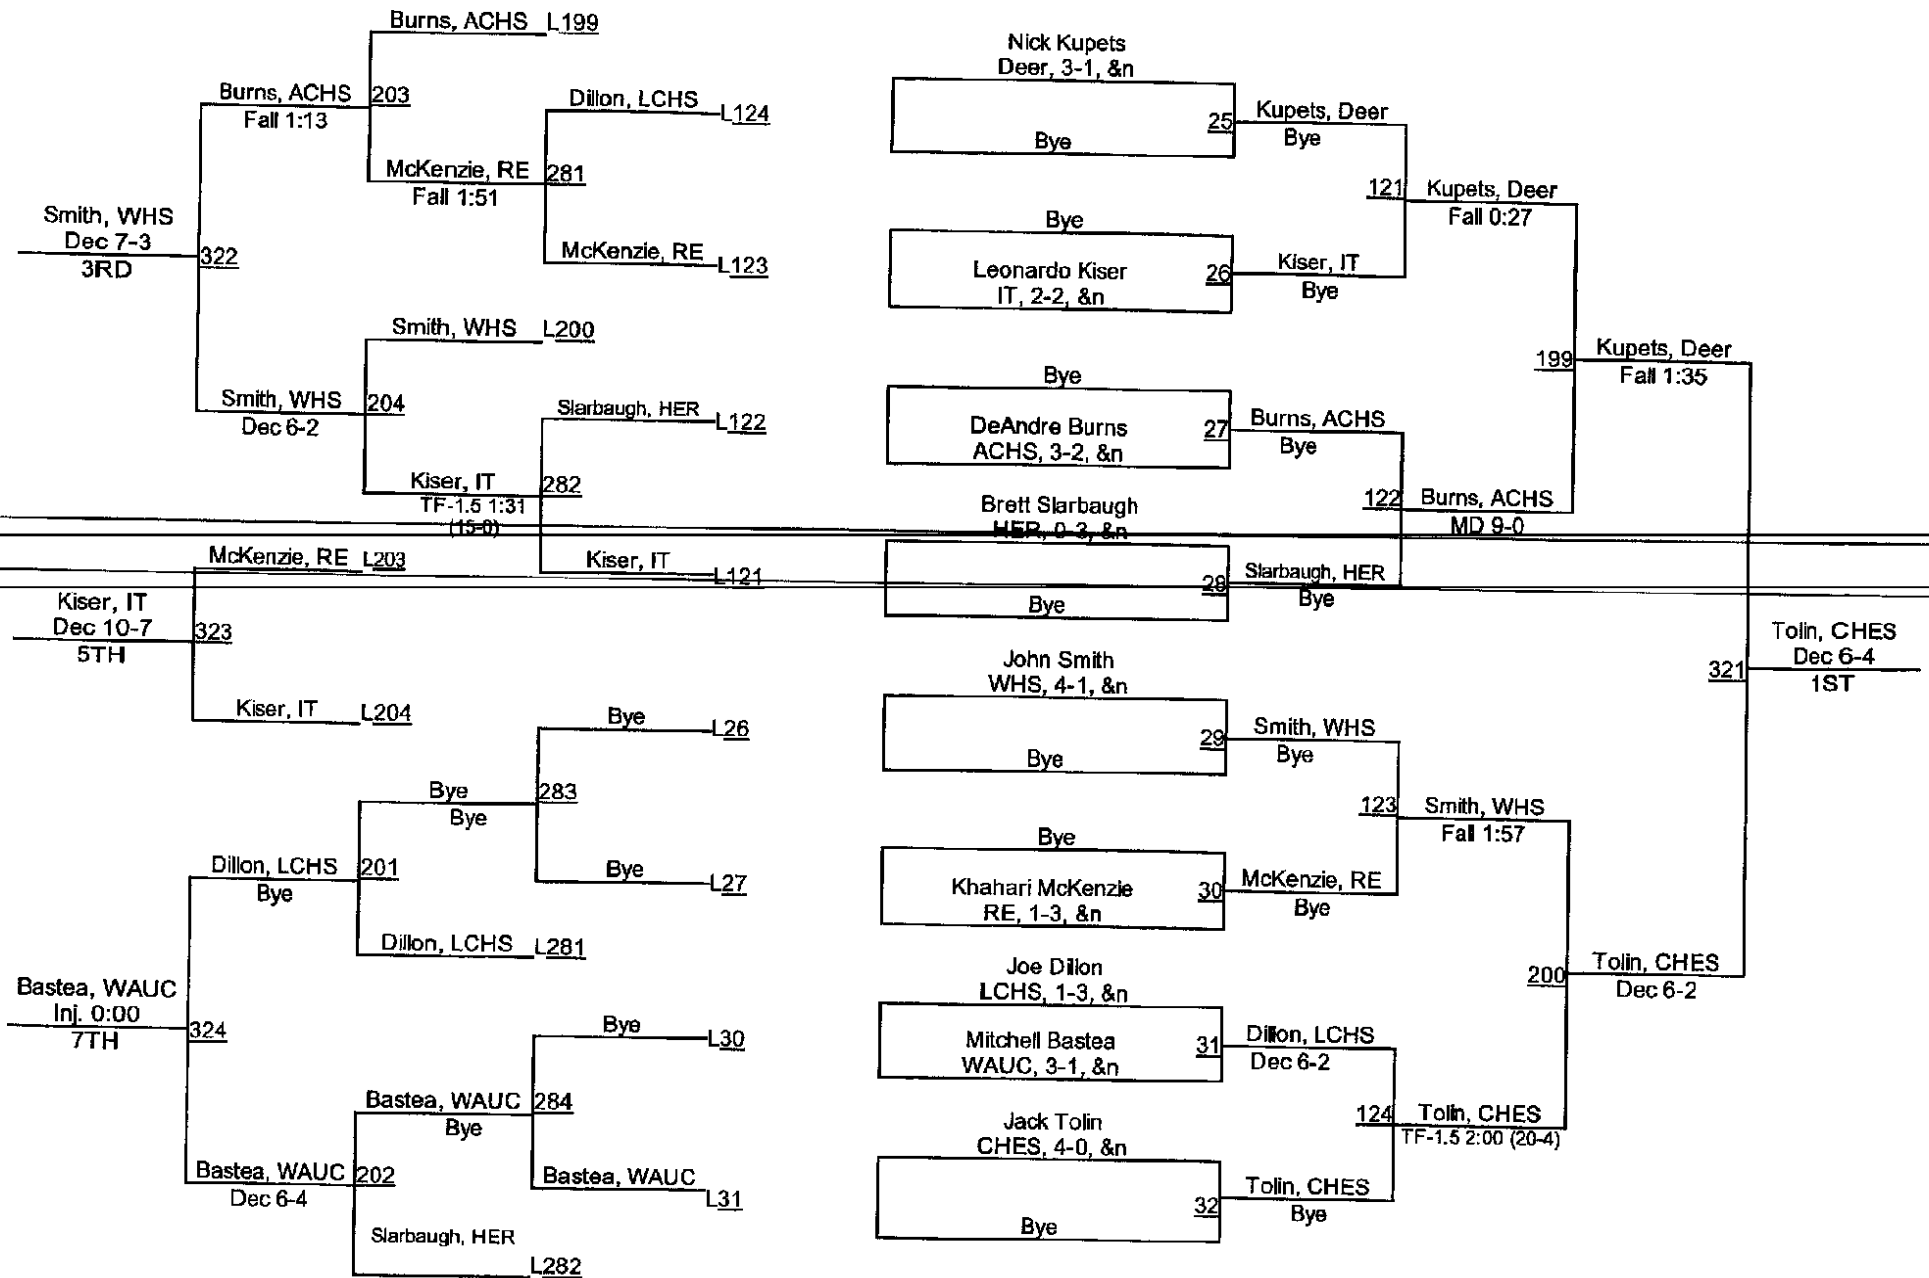 Burns, ACHS L199
Burns, ACHS 203
Fall 1:13
Dillon, LCHS L124
McKenzie, RE 281
Fall 1:51
McKenzie, RE L123
Smith, WHS
Dec 7-3
3RD
322
Smith, WHS L200
Smith, WHS 204
Dec 6-2
Slarbaugh, HER L122
Kiser, IT 282
TF-1.5 1:31
(15-0)
Kiser, IT L121
McKenzie, RE L203
Kiser, IT
Dec 10-7
5TH
323
Kiser, IT L204
Bye L26
Bye 283
Bye
Bye L27
Dillon, LCHS 201
Bye
Dillon, LCHS L281
Bastea, WAUC
Inj. 0:00
7TH
324
Bye L30
Bastea, WAUC 284
Bye
Bastea, WAUC L31
Bastea, WAUC 202
Dec 6-4
Slarbaugh, HER L282
Nick Kupets
Deer, 3-1, &n
Bye
25
Kupets, Deer
Bye
Bye
Leonardo Kiser
IT, 2-2, &n
26
Kiser, IT
Bye
121
Kupets, Deer
Fall 0:27
Bye
DeAndre Burns
ACHS, 3-2, &n
27
Burns, ACHS
Bye
Brett Slarbaugh
HER, 0-3, &n
Bye
28
Slarbaugh, HER
Bye
122
Burns, ACHS
MD 9-0
199
Kupets, Deer
Fall 1:35
John Smith
WHS, 4-1, &n
Bye
29
Smith, WHS
Bye
Bye
Khahari McKenzie
RE, 1-3, &n
30
McKenzie, RE
Bye
123
Smith, WHS
Fall 1:57
Joe Dillon
LCHS, 1-3, &n
Mitchell Bastea
WAUC, 3-1, &n
31
Dillon, LCHS
Dec 6-2
Jack Tolin
CHES, 4-0, &n
Bye
32
Tolin, CHES
Bye
124
Tolin, CHES
TF-1.5 2:00 (20-4)
200
Tolin, CHES
Dec 6-2
321
Tolin, CHES
Dec 6-4
1ST